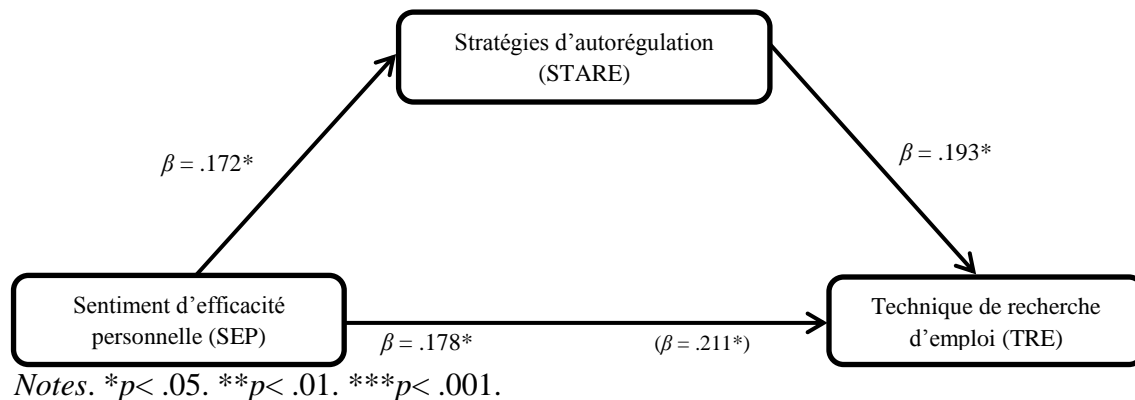 Stratégies d’autorégulation
(STARE)
β = .172*
β = .193*
Sentiment d’efficacité
personnelle (SEP)
β = .178*
(β = .211*)
Technique de recherche
d’emploi (TRE)
Notes. *p< .05. **p< .01. ***p< .001.